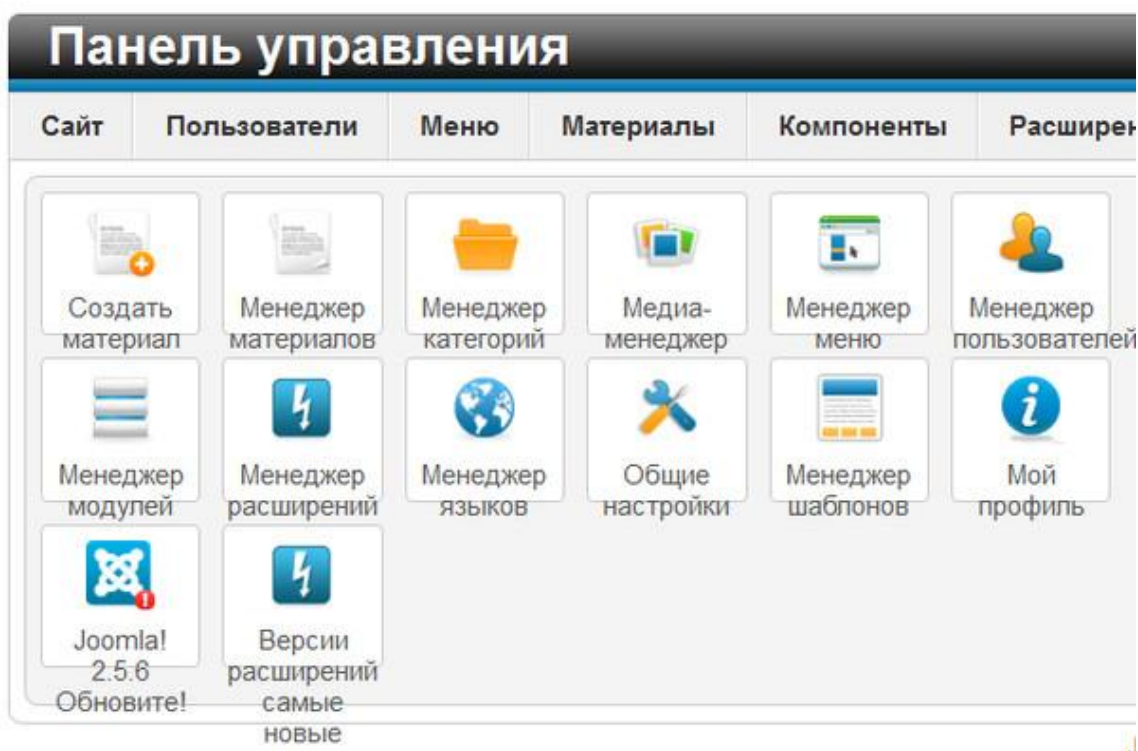 Панель управления
Сайт Пользователи Меню Материалы Компоненты Расширен
Создать материал
Менеджер материалов
Менеджер категорий
Медиа-менеджер
Менеджер меню
Менеджер пользователей
Менеджер модулей
Менеджер расширений
Менеджер языков
Общие настройки
Менеджер шаблонов
Мой профиль
Joomla!
2.5.6
Обновите!
Версии
расширений
самые
новые